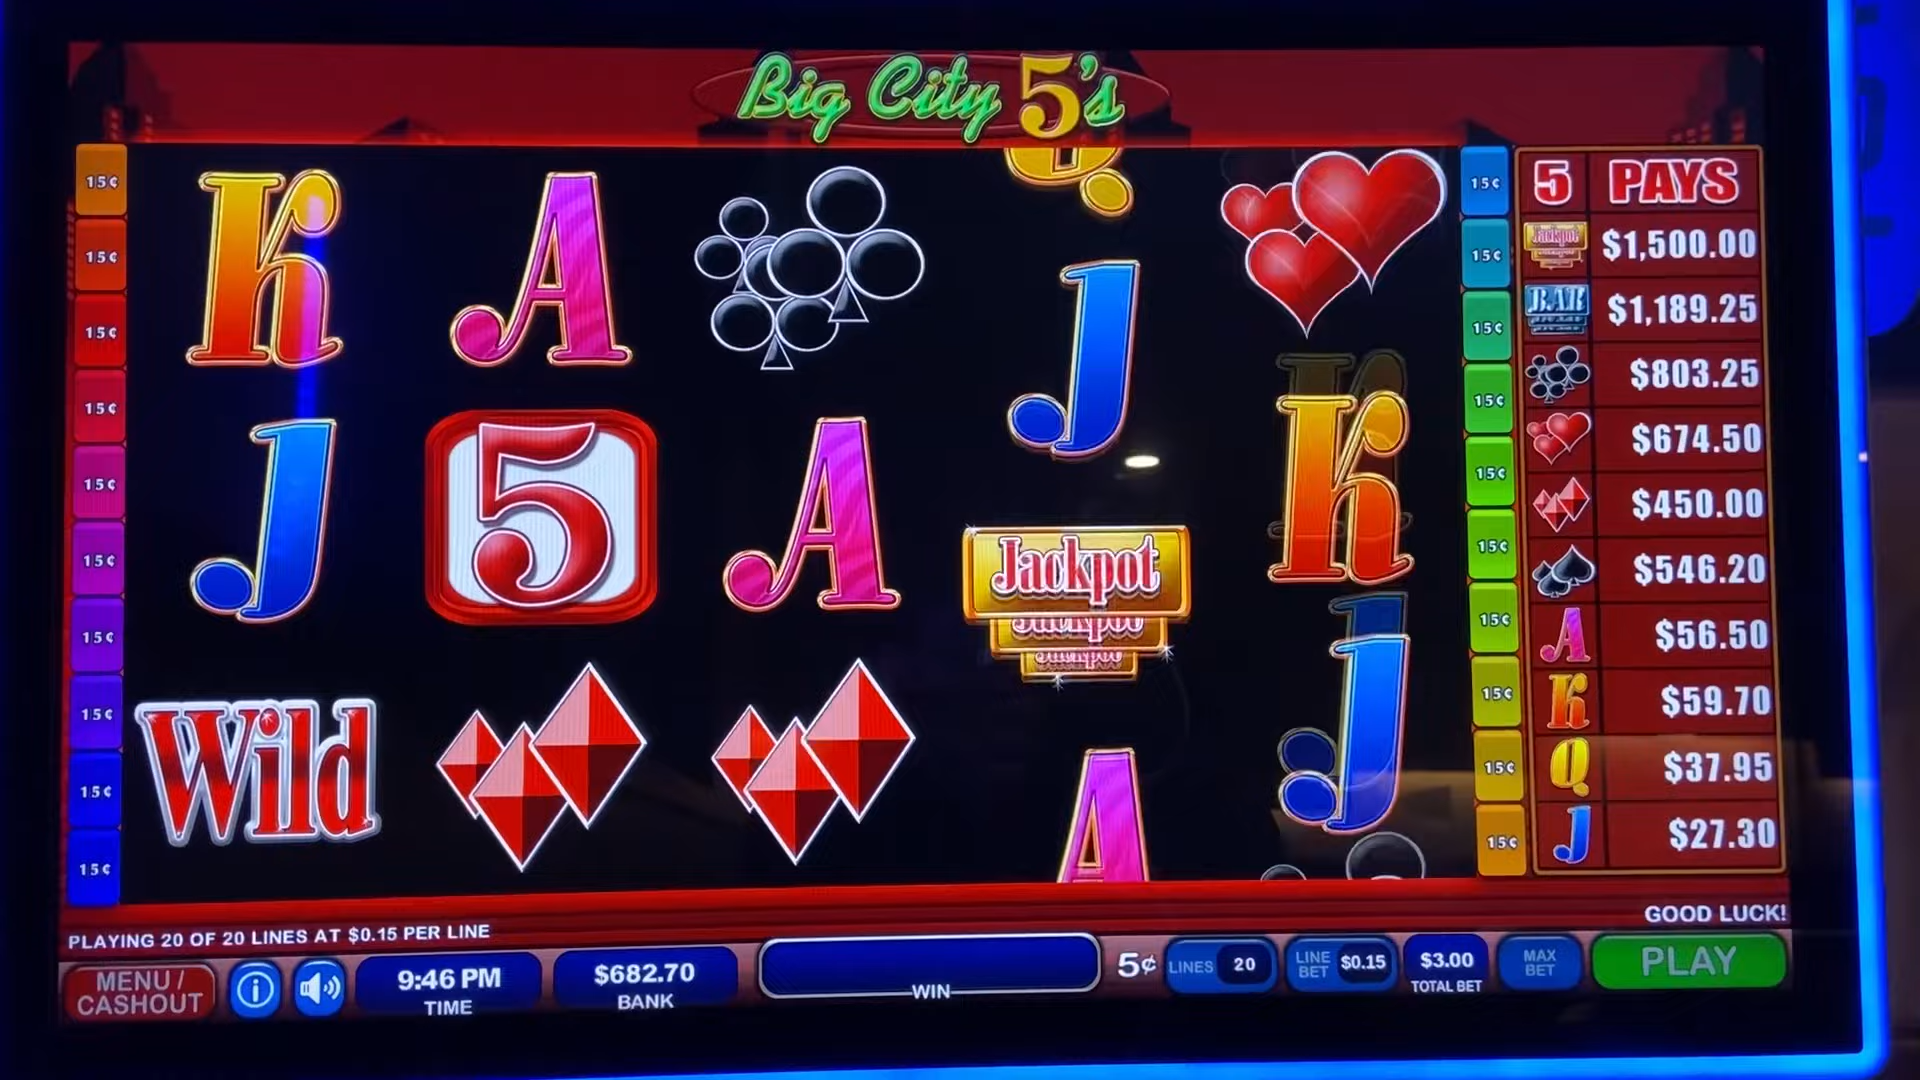 Big City 5's
15¢ K A 15¢ 5 PAYS
15¢ J 15¢ Jackpot $1,500.00
15¢ 15¢ BAR $1,189.25
15¢ 15¢ $803.25
15¢ J 5 A K 15¢ $674.50
15¢ Jackpot 15¢ $450.00
15¢ Jackpot 15¢ $546.20
15¢ Jackpot J 15¢ A $56.50
15¢ Wild 15¢ K $59.70
15¢ A 15¢ Q $37.95
J $27.30
GOOD LUCK!
PLAYING 20 OF 20 LINES AT $0.15 PER LINE
MENU / CASHOUT
9:46 PM
TIME
$682.70
BANK
WIN
5¢
LINES 20
LINE BET $0.15
$3.00
TOTAL BET
MAX BET
PLAY